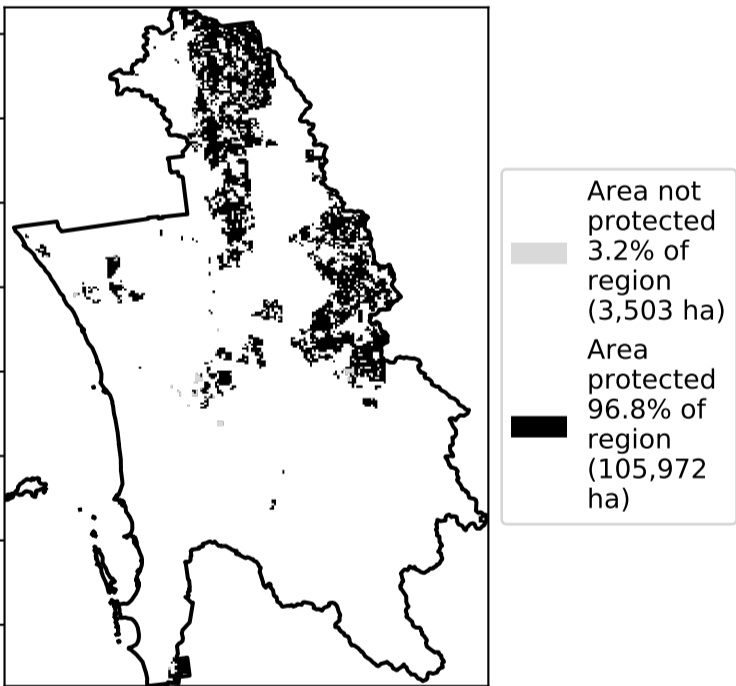 Area not
protected
3.2% of
region
(3,503 ha)
Area
protected
96.8% of
region
(105,972
ha)